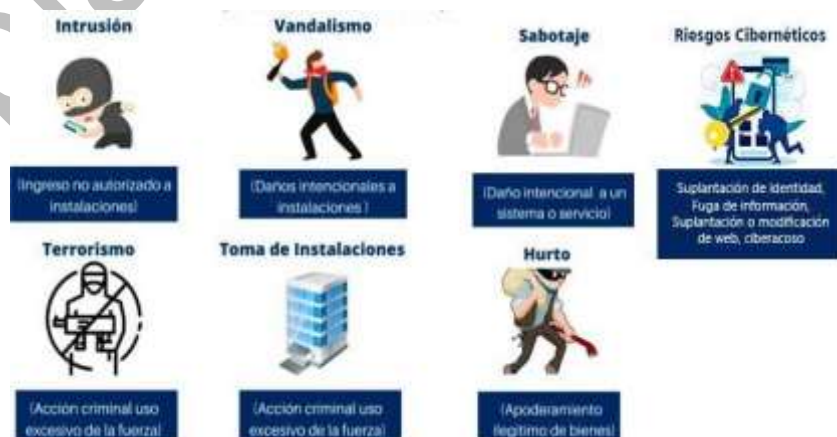 Intrusión
(Ingreso no autorizado a
instalaciones)
Vandalismo
(Danos intencionales a
instalaciones )
Sabotaje
(Daño intencional a un
sistema o servicio)
Riesgos Cibernéticos
Suplantación de identidad,
Fuga de información,
Suplantación o modificación
de web, ciberacoso
Terrorismo
(Acción criminal uso
excesivo de la fuerza)
Toma de Instalaciones
(Acción criminal uso
excesivo de la fuerza)
Hurto
(Apoderamiento
ilegítimo de bienes)